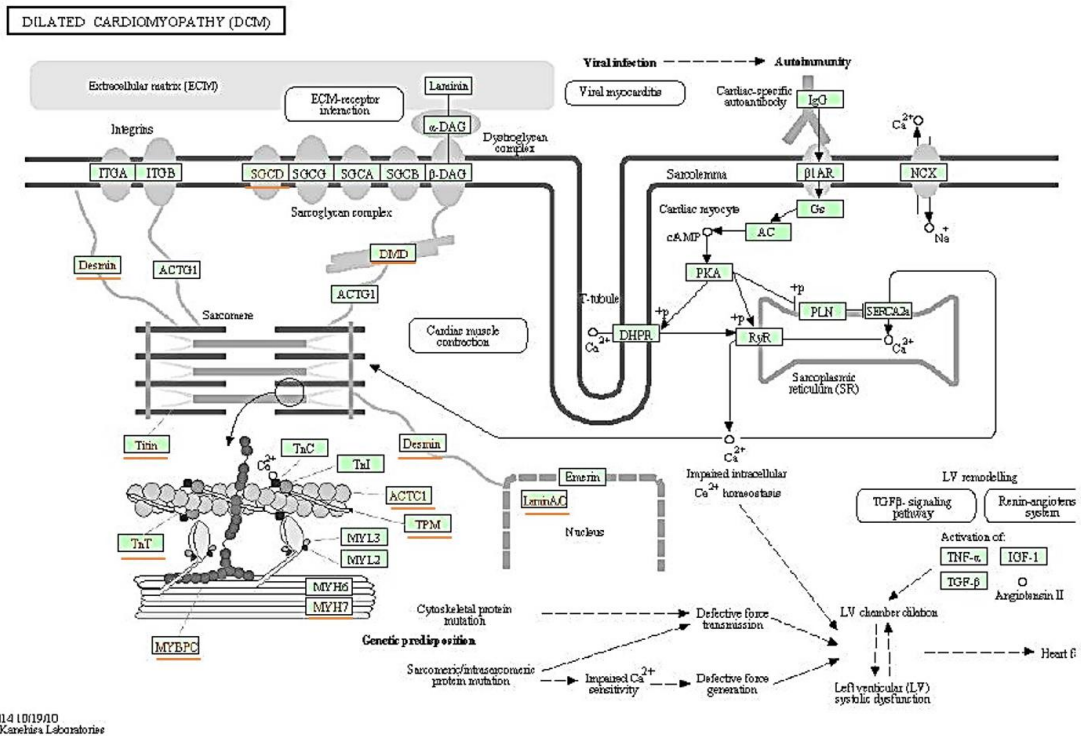 DILATED CARDIOMYOPATHY (DCM)
Extracellular matrix (ECM)
ECM-receptor
interaction
Laminin
α-DAG
Dystroglycan
complex
Integrins
ITGA
ITGB
SGCD
SGCG
SGCA
SGCB
β-DAG
Sarcoglycan complex
Viral infection
Autoimmunity
Viral myocarditis
Cardiac-specific
autoantibody
IgG
Ca2+
Sarcolemma
β1AR
NCX
Cardiac myocyte
Gs
AC
cAMP
Na+
PKA
Desmin
ACTG1
DMD
ACTG1
T-tubule
+p
+p
+p
PLN
SERCA2a
Ca2+
DHPR
RyR
Ca2+
Sarcoplasmic
reticulum (SR)
Sarcomere
Cardiac muscle
contraction
Titin
Desmin
Ca2+
Impaired intracellular
Ca2+ homeostasis
TnC
Ca2+
TnI
ACTC1
TPM
TnT
MYL3
MYL2
MYH6
MYH7
MYBPC
Emerin
LaminA/C
Nucleus
LV remodelling
TGFβ- signaling
pathway
Renin-angiotens
system
Activation of:
TNF-α
IGF-1
TGF-β
Angiotensin II
Cytoskeletal protein
mutation
Defective force
transmission
LV chamber dilation
Genetic predisposition
Sarcomeric/intrasarcomeric
protein mutation
Impaired Ca2+
sensitivity
Defective force
generation
Heart f
Left ventricular (LV)
systolic dysfunction
14 10/19/10
Kanehisa Laboratories